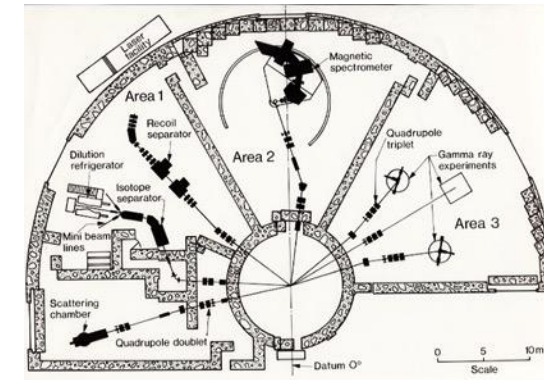 Laser
facility
Magnetic
spectrometer
Area 1
Recoil
separator
Area 2
Quadrupole
triplet
Gamma ray
experiments
Dilution
refrigerator
Isotope
separator
Area 3
Mini beam
lines
Scattering
chamber
Quadrupole doublet
Datum 0°
0 5 10m
Scale